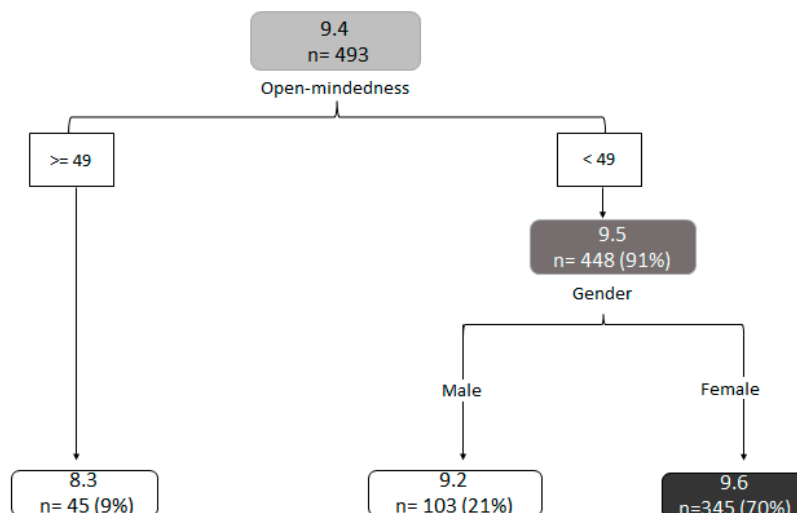 9.4
n= 493
Open-mindedness
>= 49
< 49
9.5
n= 448 (91%)
Gender
Male
Female
8.3
n= 45 (9%)
9.2
n= 103 (21%)
9.6
n=345 (70%)